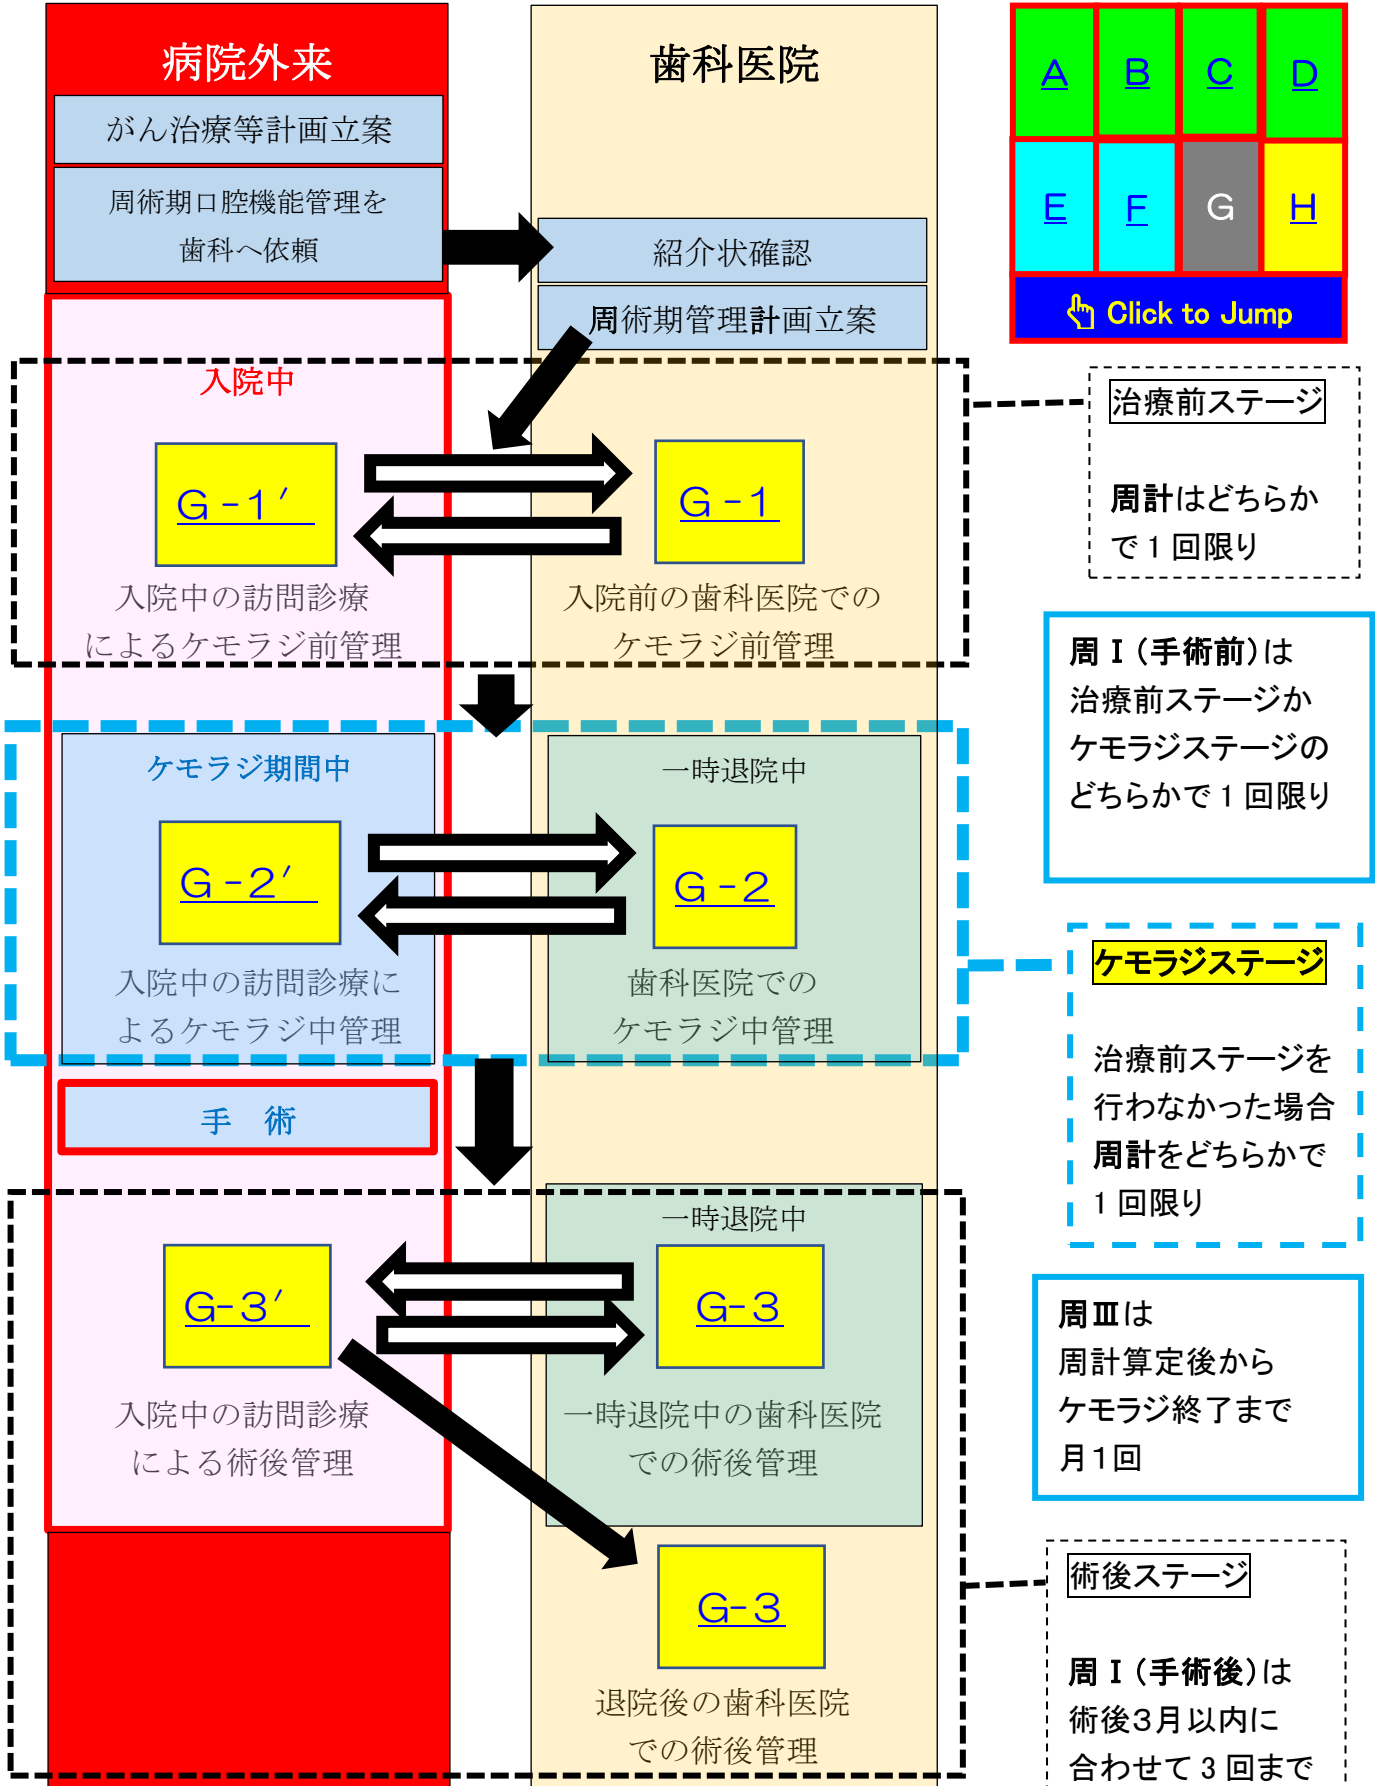 病院外来
がん治療等計画立案
周術期口腔機能管理を
歯科へ依頼
歯科医院
紹介状確認
周術期管理計画立案
A B C D
E F G H
Click to Jump
入院中
G-1′
入院中の訪問診療
によるケモラジ前管理
G-1
入院前の歯科医院での
ケモラジ前管理
治療前ステージ
周計はどちらか
で1回限り
周Ⅰ(手術前)は
治療前ステージか
ケモラジステージの
どちらかで1回限り
ケモラジ期間中
G-2′
入院中の訪問診療に
よるケモラジ中管理
一時退院中
G-2
歯科医院での
ケモラジ中管理
ケモラジステージ
治療前ステージを
行わなかった場合
周計をどちらかで
1回限り
手 術
G-3′
入院中の訪問診療
による術後管理
一時退院中
G-3
一時退院中の歯科医院
での術後管理
周Ⅲは
周計算定後から
ケモラジ終了まで
月1回
G-3
退院後の歯科医院
での術後管理
術後ステージ
周Ⅰ(手術後)は
術後3月以内に
合わせて3回まで